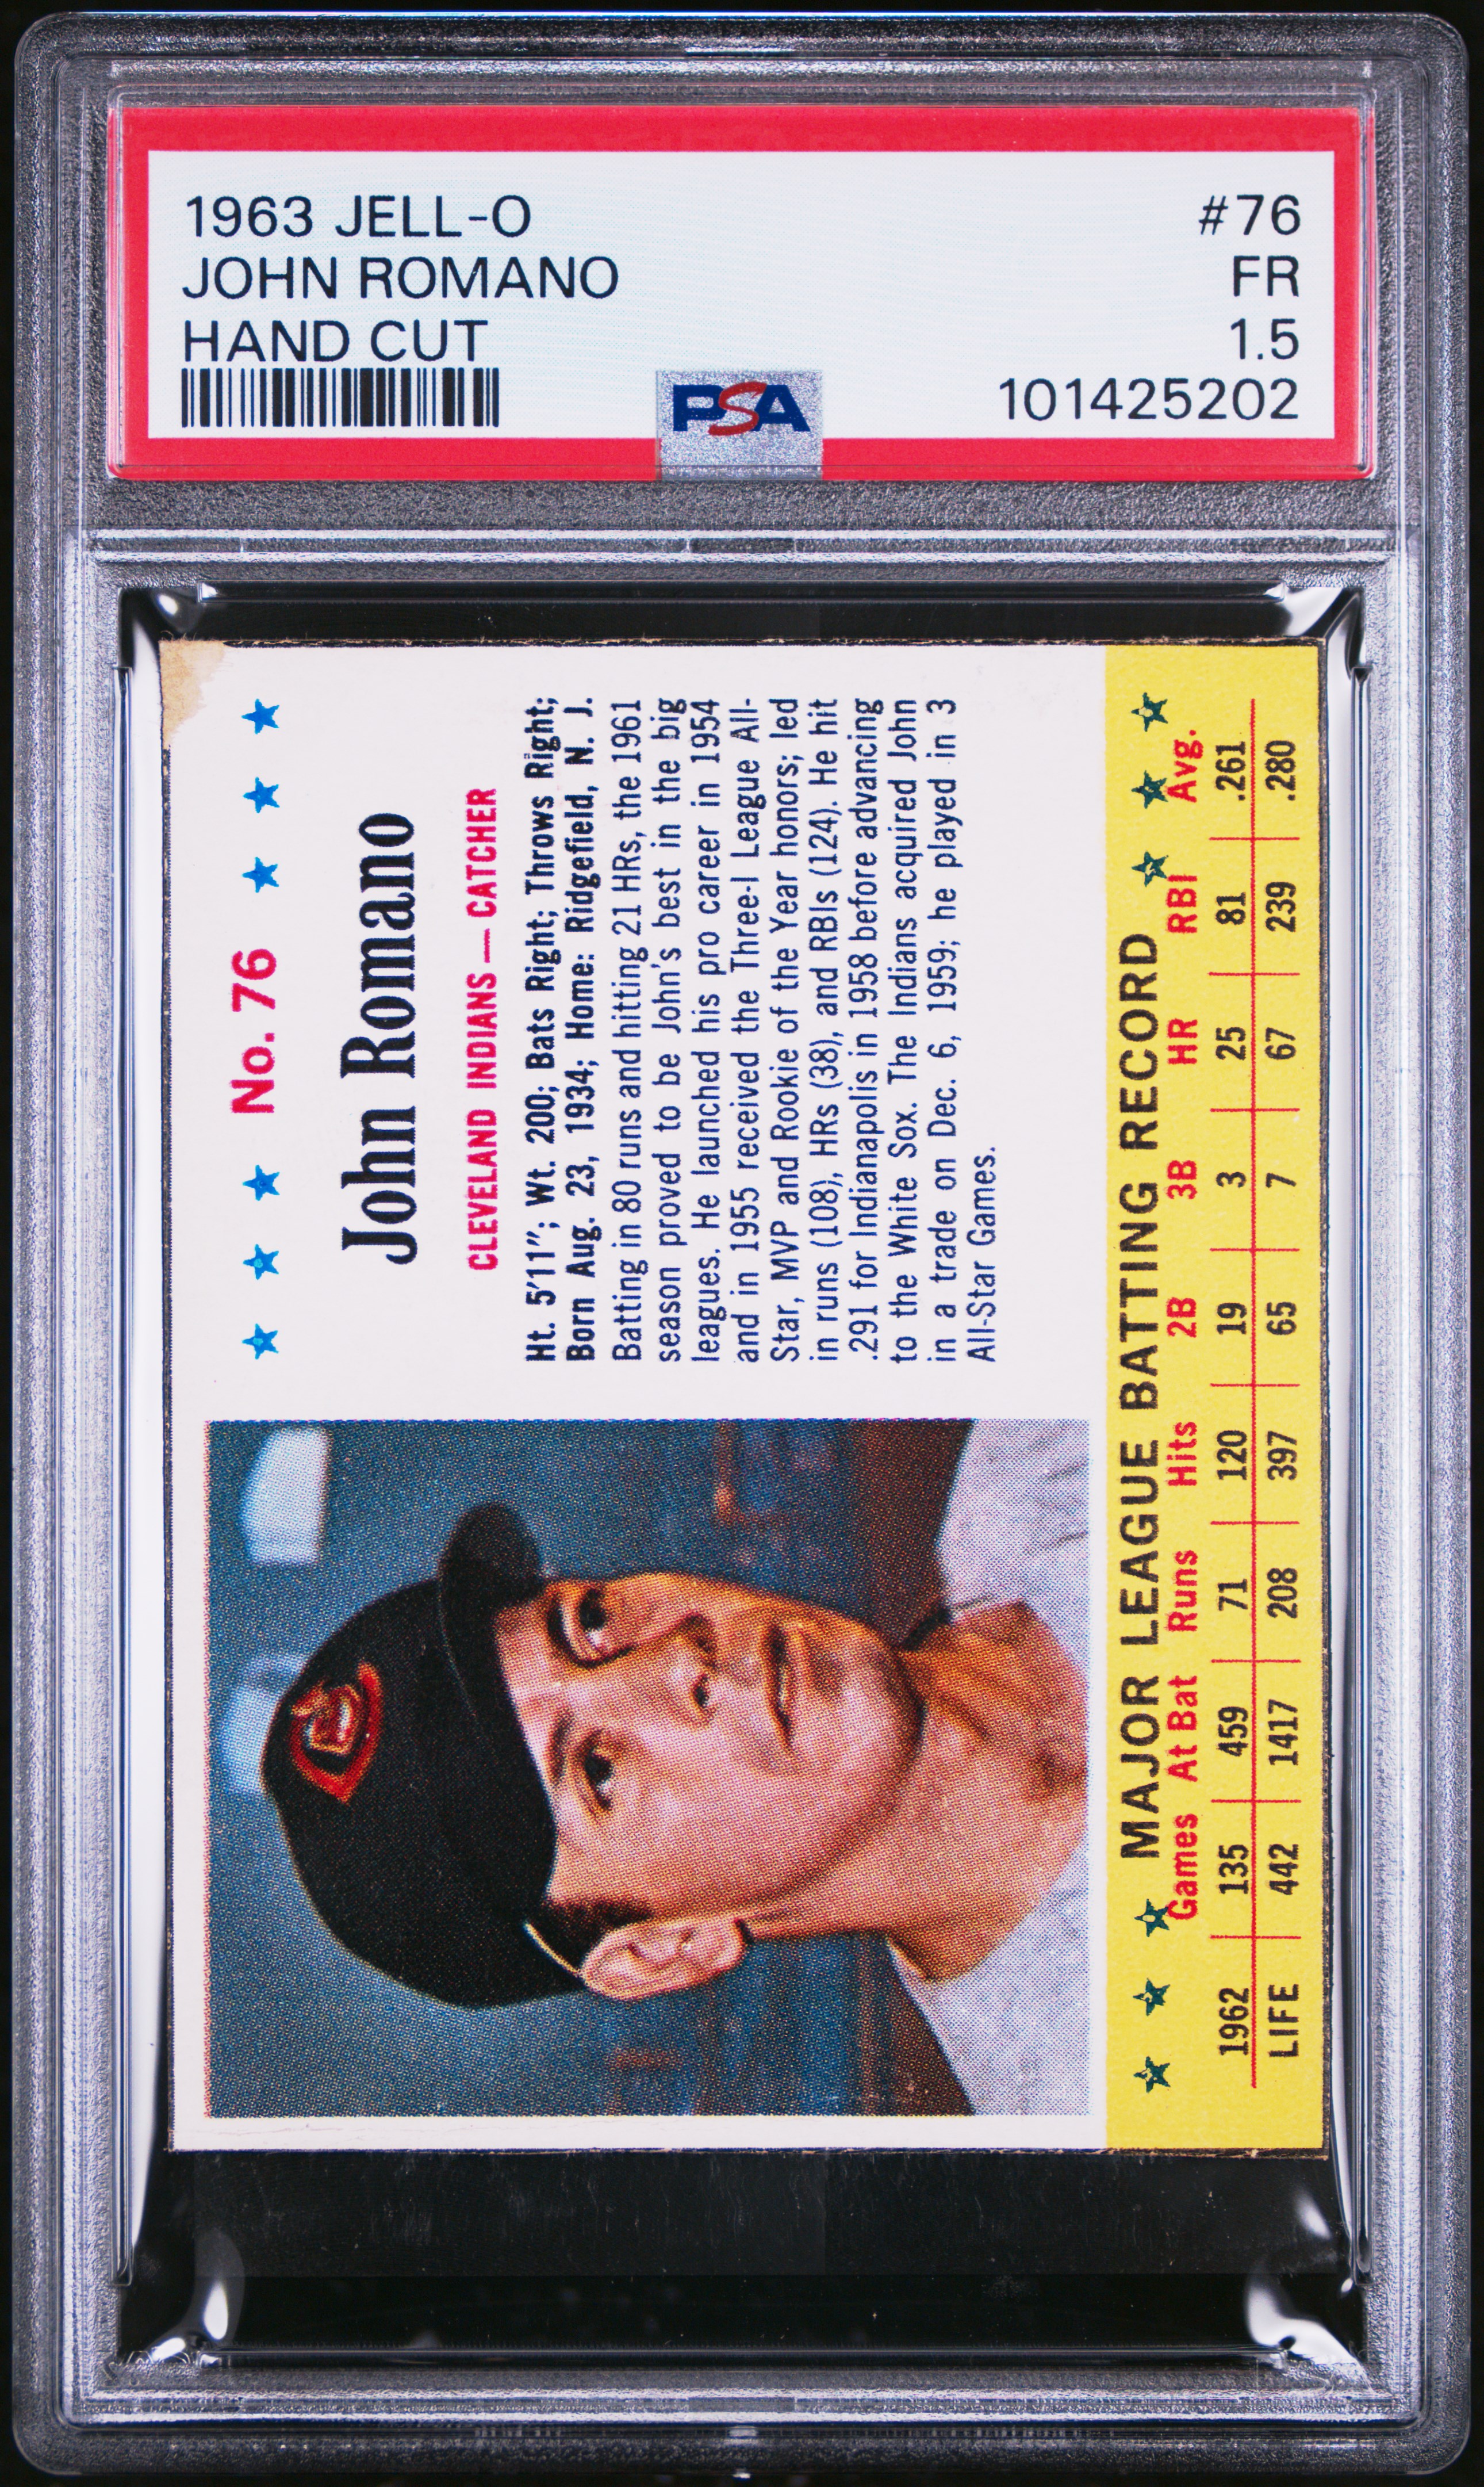 1963 JELL-O #76
JOHN ROMANO FR
HAND CUT 1.5
PSA 101425202
★ ★ ★ No. 76 ★ ★ ★
John Romano
CLEVELAND INDIANS — CATCHER
Ht. 5'11"; Wt. 200; Bats Right; Throws Right;
Born Aug. 23, 1934; Home: Ridgefield, N. J.
Batting in 80 runs and hitting 21 HRs, the 1961
season proved to be John's best in the big
leagues. He launched his pro career in 1954
and in 1955 received the Three-I League All-
Star, MVP and Rookie of the Year honors; led
in runs (108), HRs (38), and RBIs (124). He hit
.291 for Indianapolis in 1958 before advancing
to the White Sox. The Indians acquired John
in a trade on Dec. 6, 1959; he played in 3
All-Star Games.
★ ★ ★ MAJOR LEAGUE BATTING RECORD ★ ★ ★
Games At Bat Runs Hits 2B 3B HR RBI Avg.
1962 135 459 71 120 19 3 25 81 .261
LIFE 442 1417 208 397 65 7 67 239 .280